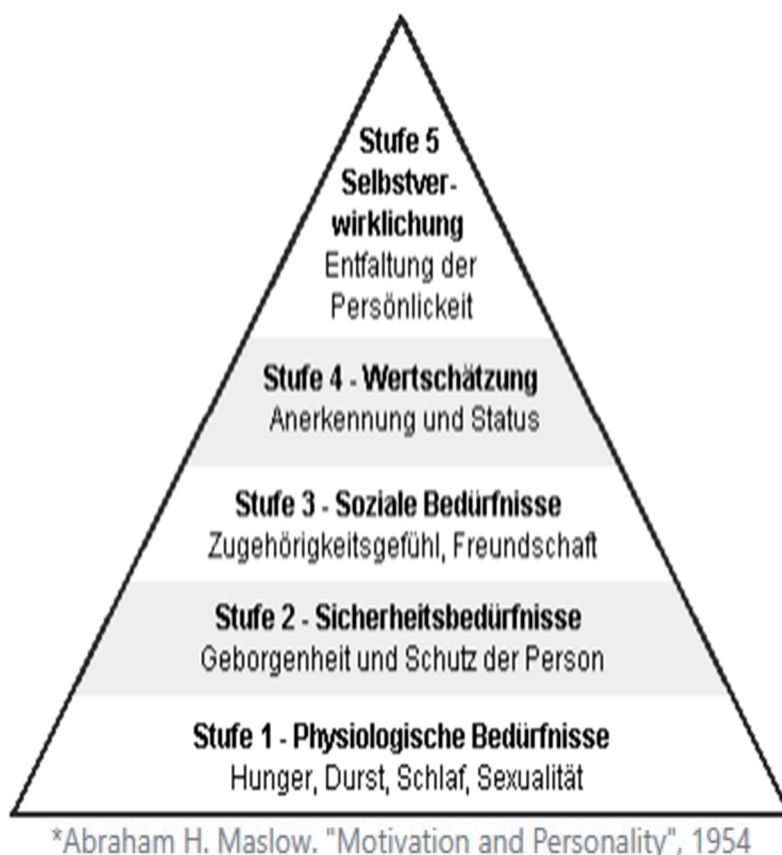 Stufe 5
Selbstver-
wirklichung
Entfaltung der
Persönlickeit
Stufe 4 - Wertschätzung
Anerkennung und Status
Stufe 3 - Soziale Bedürfnisse
Zugehörigkeitsgefühl, Freundschaft
Stufe 2 - Sicherheitsbedürfnisse
Geborgenheit und Schutz der Person
Stufe 1 - Physiologische Bedürfnisse
Hunger, Durst, Schlaf, Sexualität
*Abraham H. Maslow. "Motivation and Personality", 1954